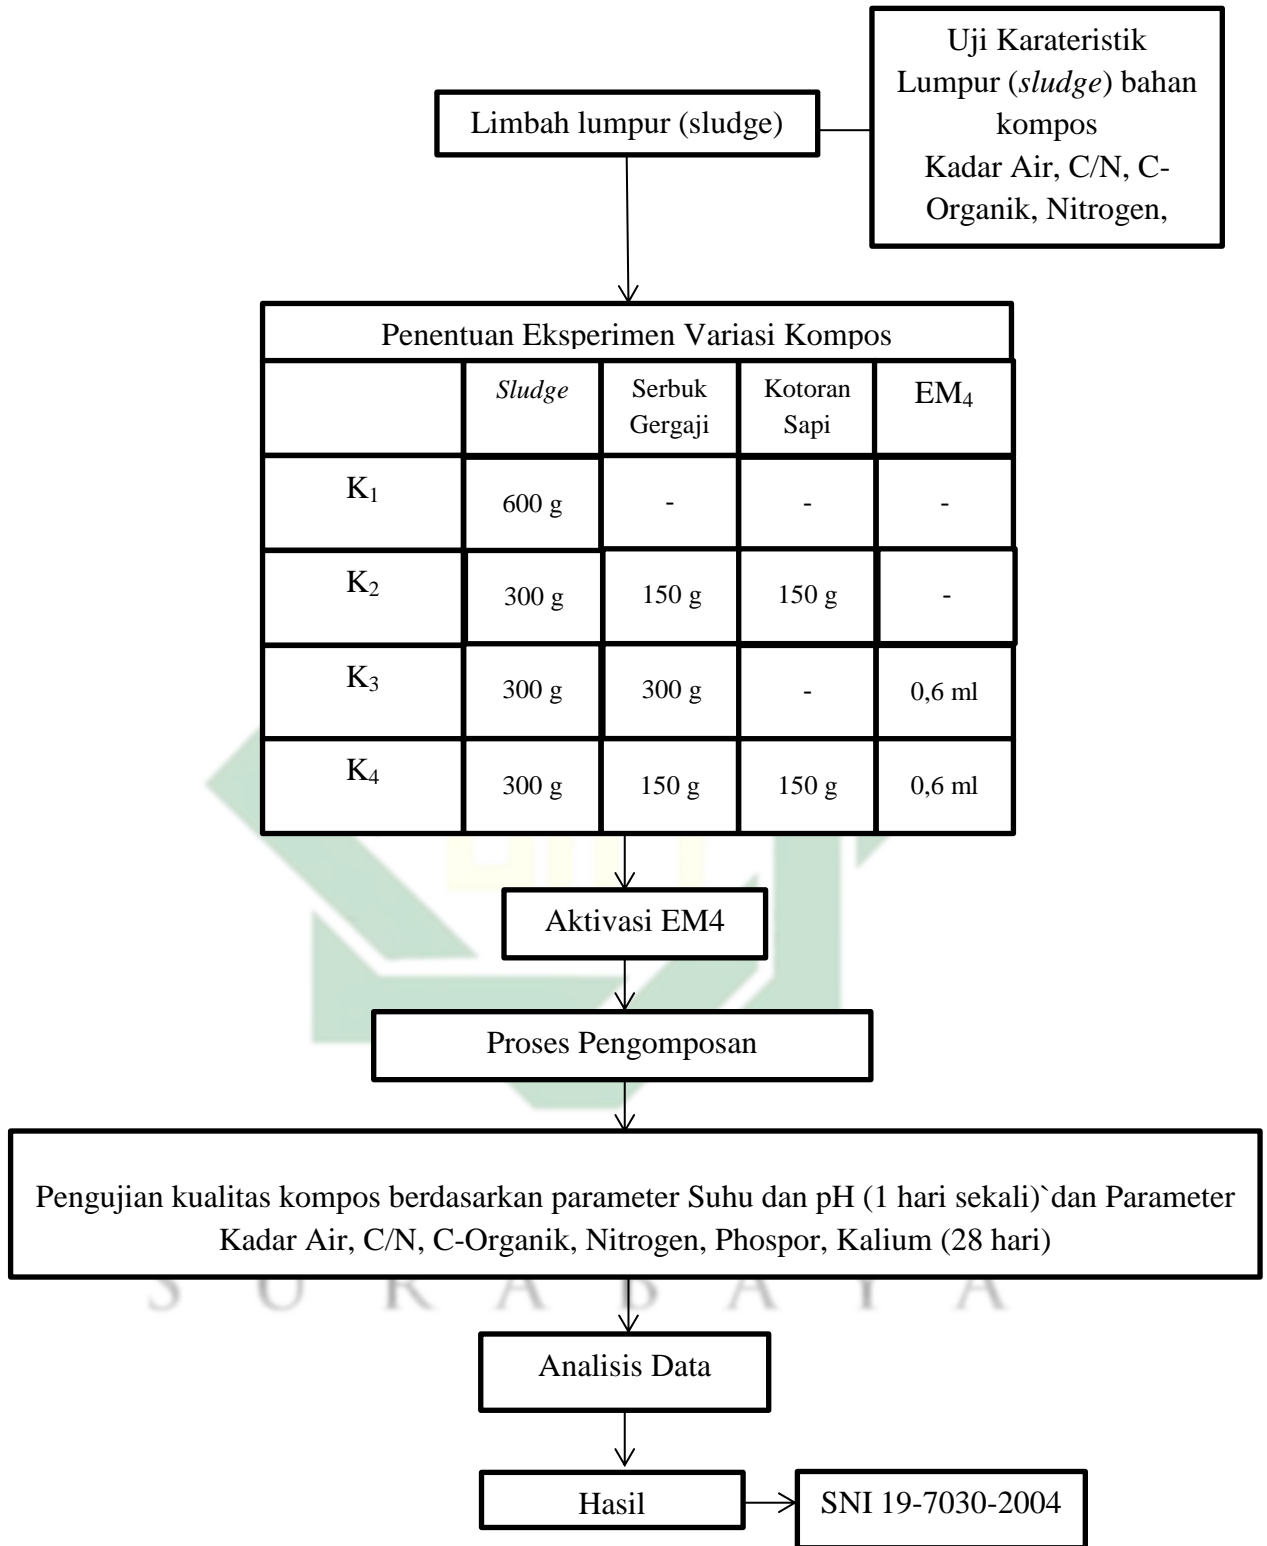 Uji Karateristik
Lumpur (sludge) bahan
kompos
Kadar Air, C/N, C-
Organik, Nitrogen,
Limbah lumpur (sludge)
Penentuan Eksperimen Variasi Kompos
Sludge Serbuk Gergaji Kotoran Sapi EM₄
K₁ 600 g - - -
K₂ 300 g 150 g 150 g -
K₃ 300 g 300 g - 0,6 ml
K₄ 300 g 150 g 150 g 0,6 ml
Aktivasi EM4
Proses Pengomposan
Pengujian kualitas kompos berdasarkan parameter Suhu dan pH (1 hari sekali)`dan Parameter
Kadar Air, C/N, C-Organik, Nitrogen, Phospor, Kalium (28 hari)
SURABAYA
Analisis Data
Hasil
SNI 19-7030-2004